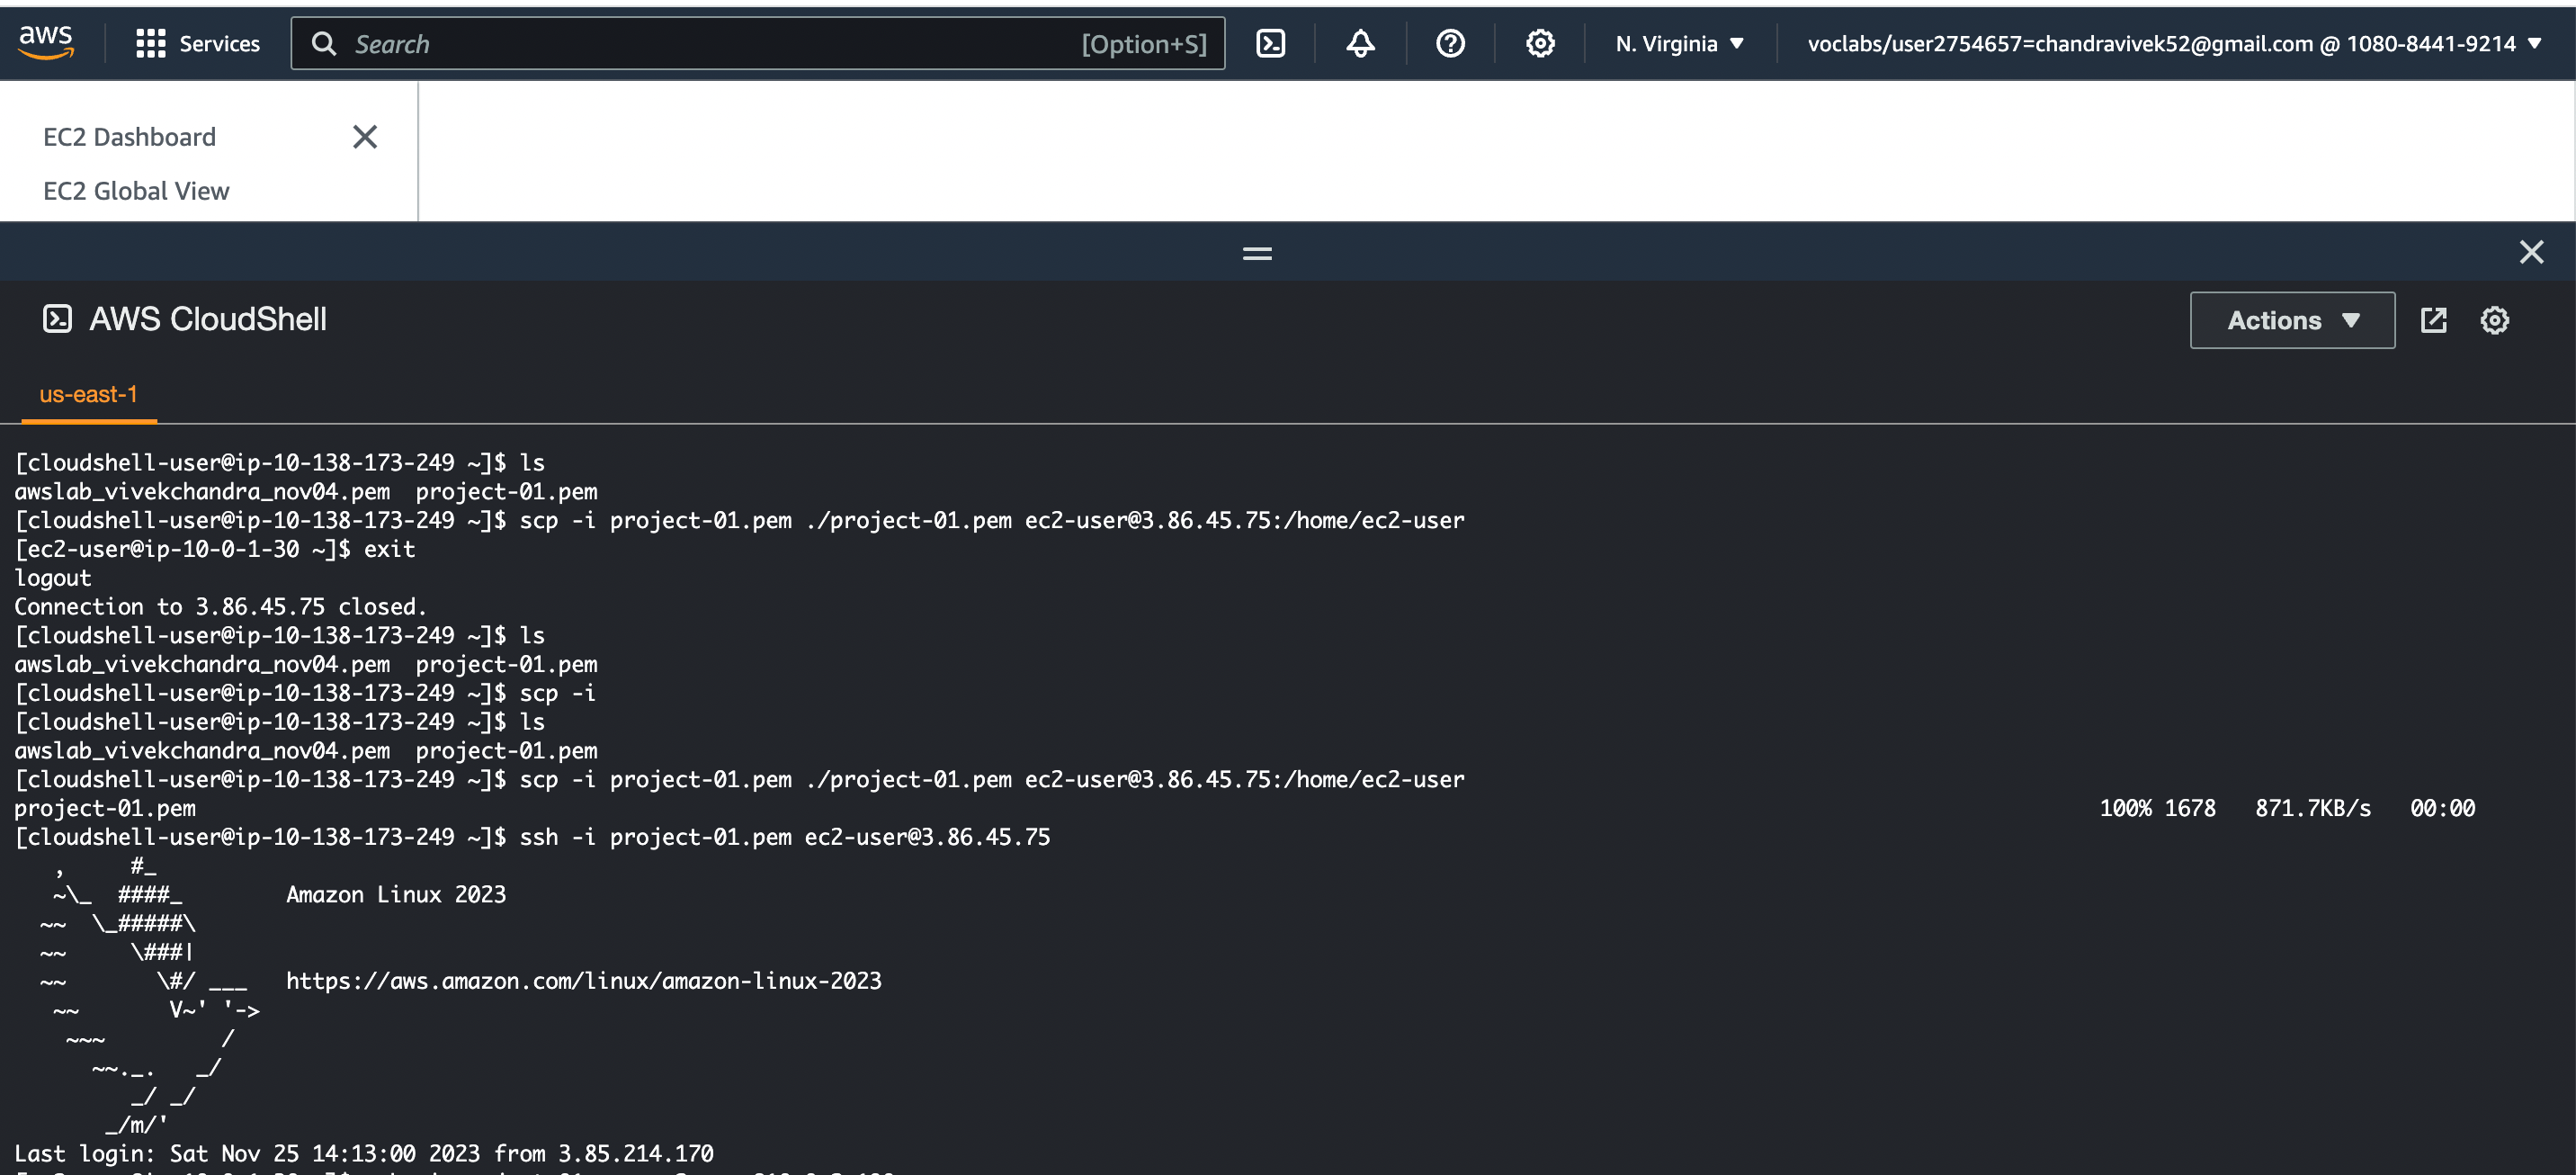 aws
Services
Search [Option+S]
N. Virginia
voclabs/user2754657=chandravivek52@gmail.com @ 1080-8441-9214
EC2 Dashboard
EC2 Global View
AWS CloudShell
Actions
us-east-1
[cloudshell-user@ip-10-138-173-249 ~]$ ls
awslab_vivekchandra_nov04.pem  project-01.pem
[cloudshell-user@ip-10-138-173-249 ~]$ scp -i project-01.pem ./project-01.pem ec2-user@3.86.45.75:/home/ec2-user
[ec2-user@ip-10-0-1-30 ~]$ exit
logout
Connection to 3.86.45.75 closed.
[cloudshell-user@ip-10-138-173-249 ~]$ ls
awslab_vivekchandra_nov04.pem  project-01.pem
[cloudshell-user@ip-10-138-173-249 ~]$ scp -i
[cloudshell-user@ip-10-138-173-249 ~]$ ls
awslab_vivekchandra_nov04.pem  project-01.pem
[cloudshell-user@ip-10-138-173-249 ~]$ scp -i project-01.pem ./project-01.pem ec2-user@3.86.45.75:/home/ec2-user
project-01.pem 100% 1678 871.7KB/s 00:00
[cloudshell-user@ip-10-138-173-249 ~]$ ssh -i project-01.pem ec2-user@3.86.45.75
   ,     #_
   ~\_  ####_        Amazon Linux 2023
  ~~  \_#####\
  ~~     \###|
  ~~       \#/ ___   https://aws.amazon.com/linux/amazon-linux-2023
   ~~       V~' '->
    ~~~         /
      ~~._.   _/
         _/ _/
       _/m/'
Last login: Sat Nov 25 14:13:00 2023 from 3.85.214.170